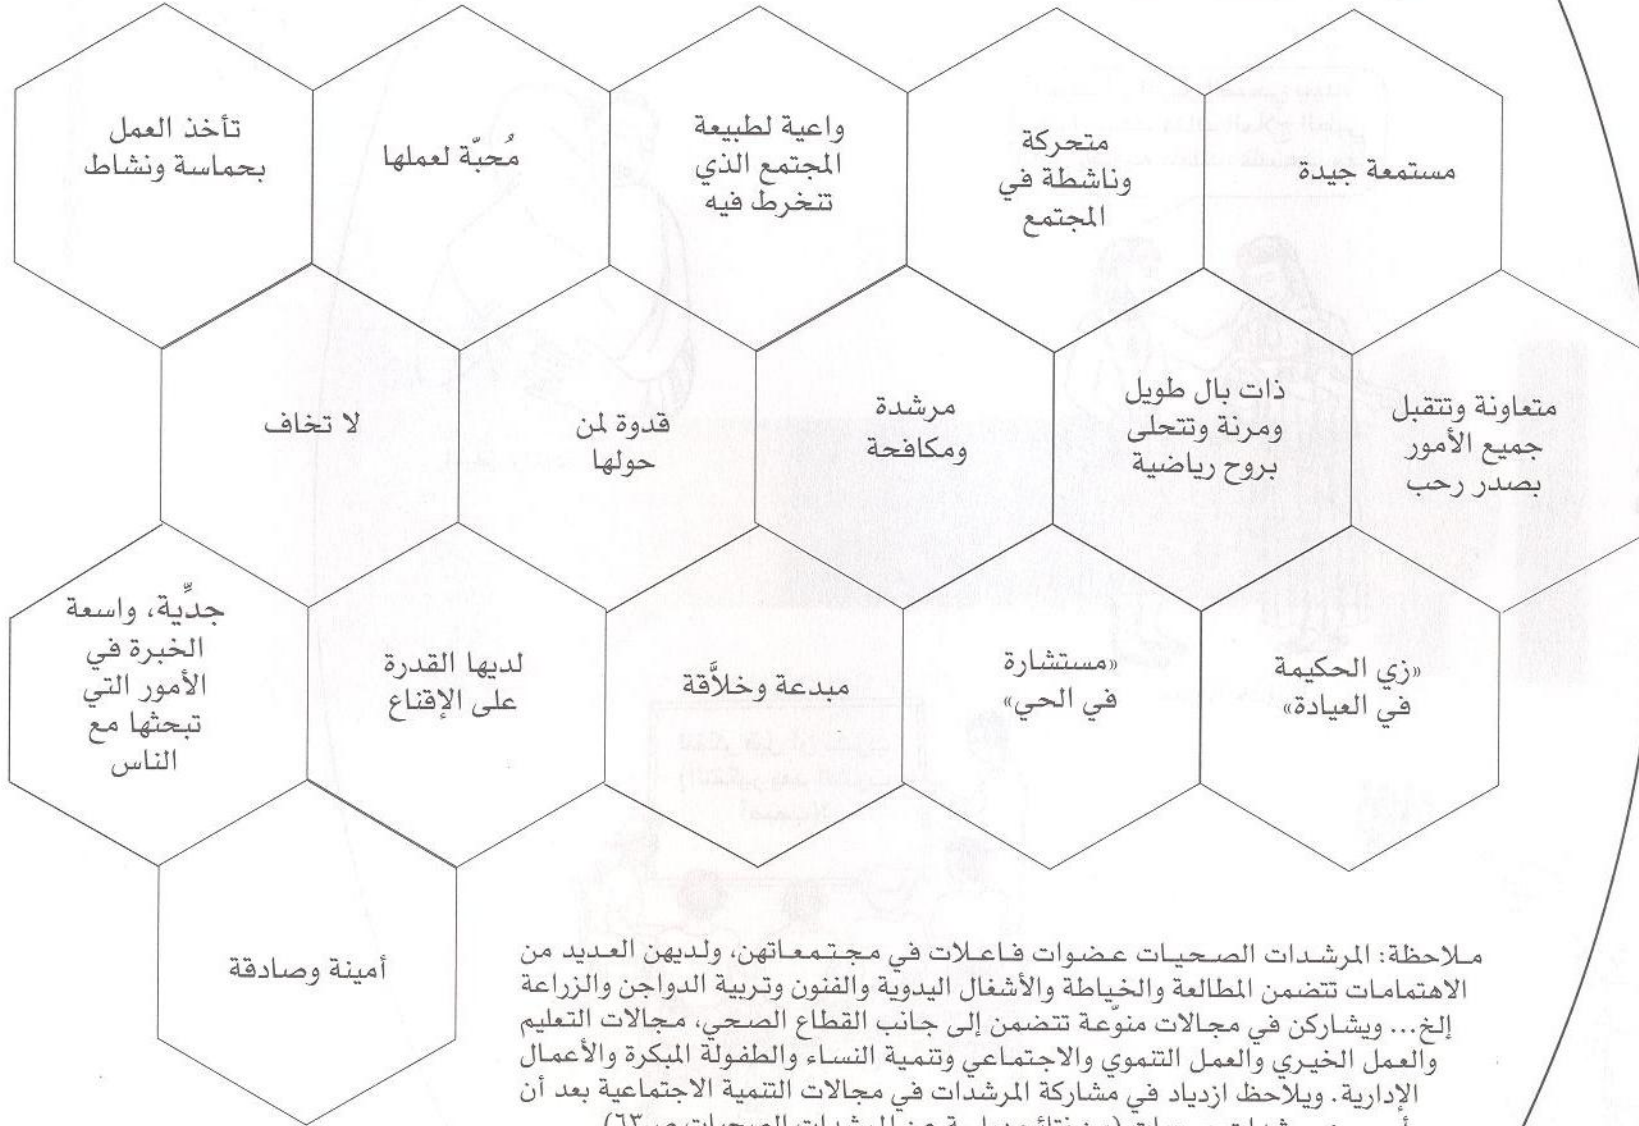 مستمعة جيدة
متحركة
وناشطة في
المجتمع
واعية لطبيعة
المجتمع الذي
تنخرط فيه
مُحبّة لعملها
تأخذ العمل
بحماسة ونشاط
متعاونة وتتقبل
جميع الأمور
بصدر رحب
ذات بال طويل
ومرنة وتتحلى
بروح رياضية
مرشدة
ومكافحة
قدوة لمن
حولها
لا تخاف
«زي الحكيمة
في العيادة»
«مستشارة
في الحي»
مبدعة وخلاَّقة
لديها القدرة
على الإقناع
جدِّية، واسعة
الخبرة في
الأمور التي
تبحثها مع
الناس
أمينة وصادقة
ملاحظة: المرشدات الصحيات عضوات فاعلات في مجتمعاتهن، ولديهن العديد من
الاهتمامات تتضمن المطالعة والخياطة والأشغال اليدوية والفنون وتربية الدواجن والزراعة
إلخ... ويشاركن في مجالات منوّعة تتضمن إلى جانب القطاع الصحي، مجالات التعليم
والعمل الخيري والعمل التنموي والاجتماعي وتنمية النساء والطفولة المبكرة والأعمال
الإدارية. ويلاحظ ازدياد في مشاركة المرشدات في مجالات التنمية الاجتماعية بعد أن